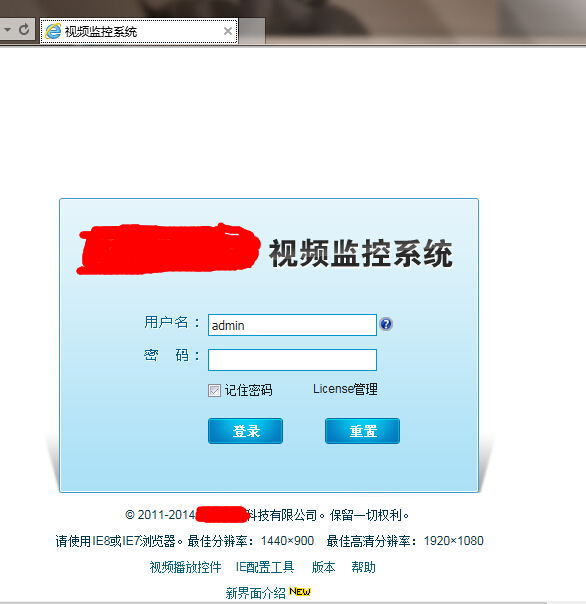 视频监控系统
视频监控系统
用户名： admin
密 码：
记住密码 License管理
登录 重置
© 2011-2014 科技有限公司。保留一切权利。
请使用IE8或IE7浏览器。最佳分辨率：1440×900 最佳高清分辨率：1920×1080
视频播放控件 IE配置工具 版本 帮助
新界面介绍 NEW